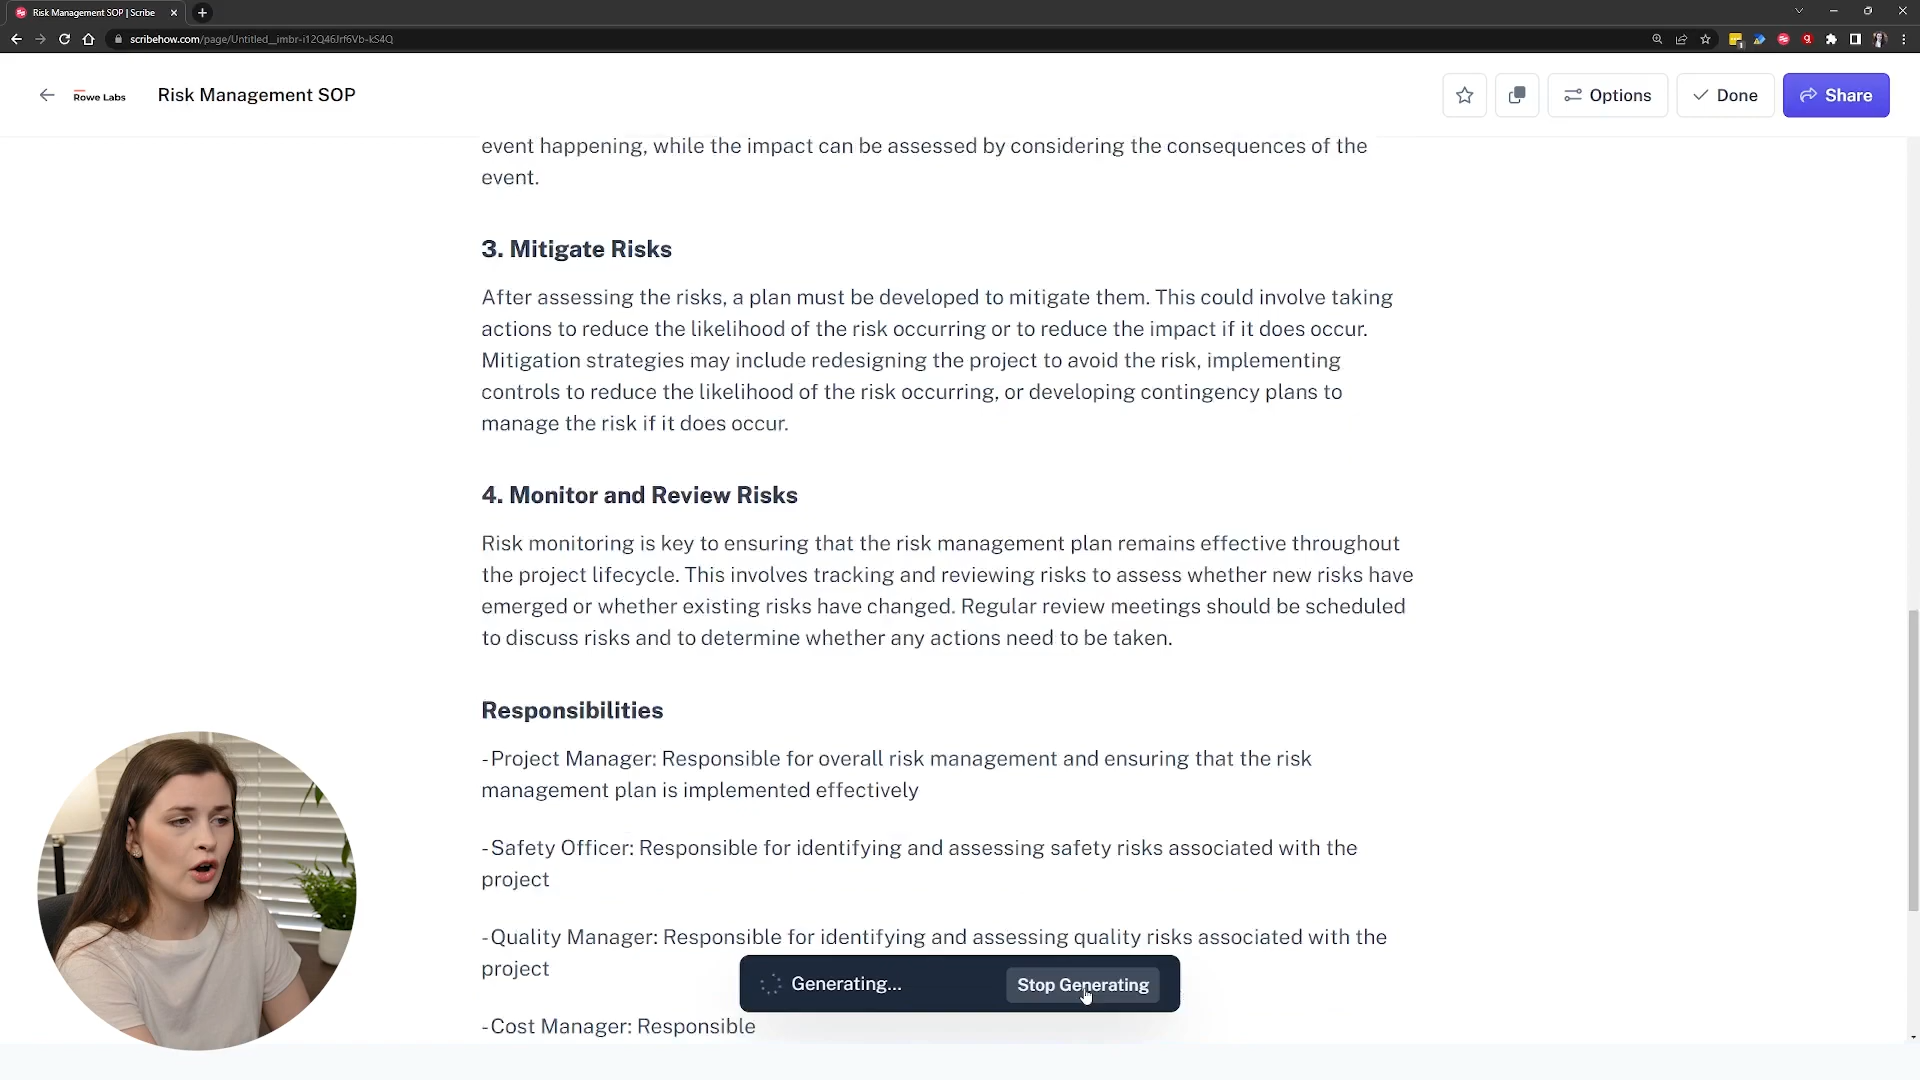 Risk Management SOP | Scribe
scribehow.com/page/Untitled__imbr-i12Q46Jrf6Vb-kS4Q
Rowe Labs
Risk Management SOP
Options
Done
Share
event happening, while the impact can be assessed by considering the consequences of the
event.
3. Mitigate Risks
After assessing the risks, a plan must be developed to mitigate them. This could involve taking
actions to reduce the likelihood of the risk occurring or to reduce the impact if it does occur.
Mitigation strategies may include redesigning the project to avoid the risk, implementing
controls to reduce the likelihood of the risk occurring, or developing contingency plans to
manage the risk if it does occur.
4. Monitor and Review Risks
Risk monitoring is key to ensuring that the risk management plan remains effective throughout
the project lifecycle. This involves tracking and reviewing risks to assess whether new risks have
emerged or whether existing risks have changed. Regular review meetings should be scheduled
to discuss risks and to determine whether any actions need to be taken.
Responsibilities
-Project Manager: Responsible for overall risk management and ensuring that the risk
management plan is implemented effectively
-Safety Officer: Responsible for identifying and assessing safety risks associated with the
project
-Quality Manager: Responsible for identifying and assessing quality risks associated with the
project
Generating...
Stop Generating
-Cost Manager: Responsible